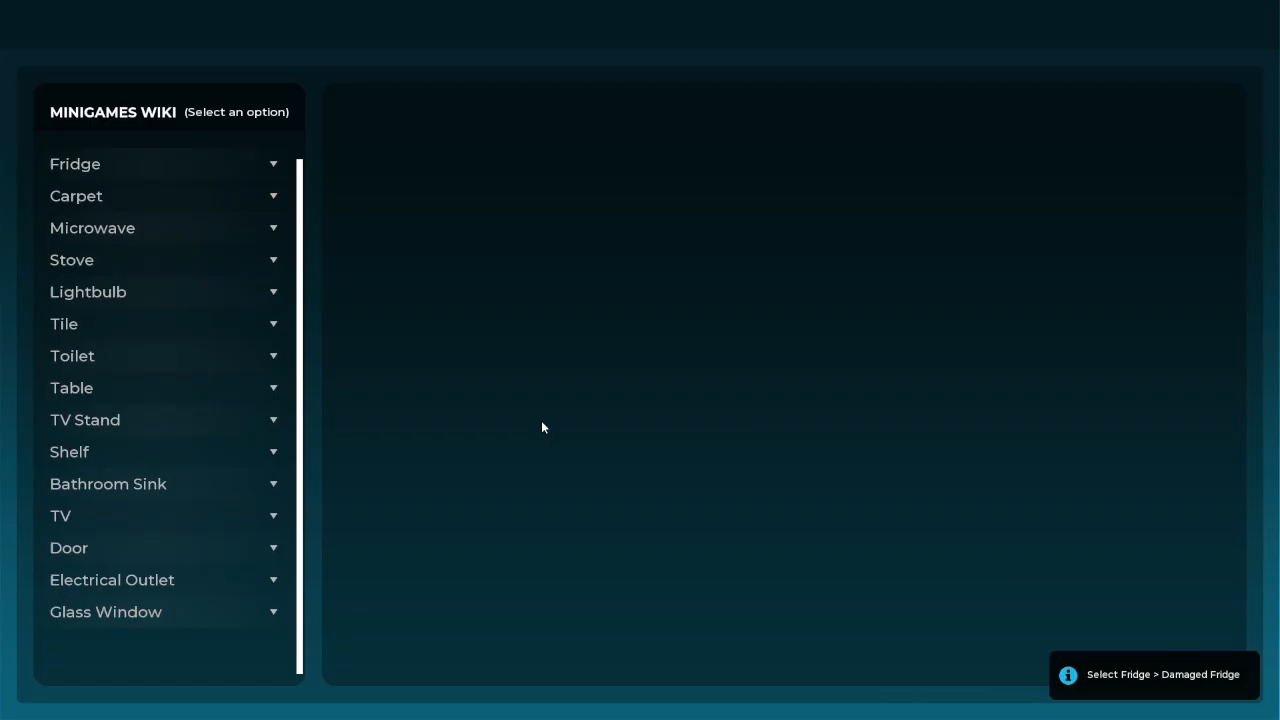 MINIGAMES WIKI (Select an option)
Fridge
Carpet
Microwave
Stove
Lightbulb
Tile
Toilet
Table
TV Stand
Shelf
Bathroom Sink
TV
Door
Electrical Outlet
Glass Window
Select Fridge > Damaged Fridge